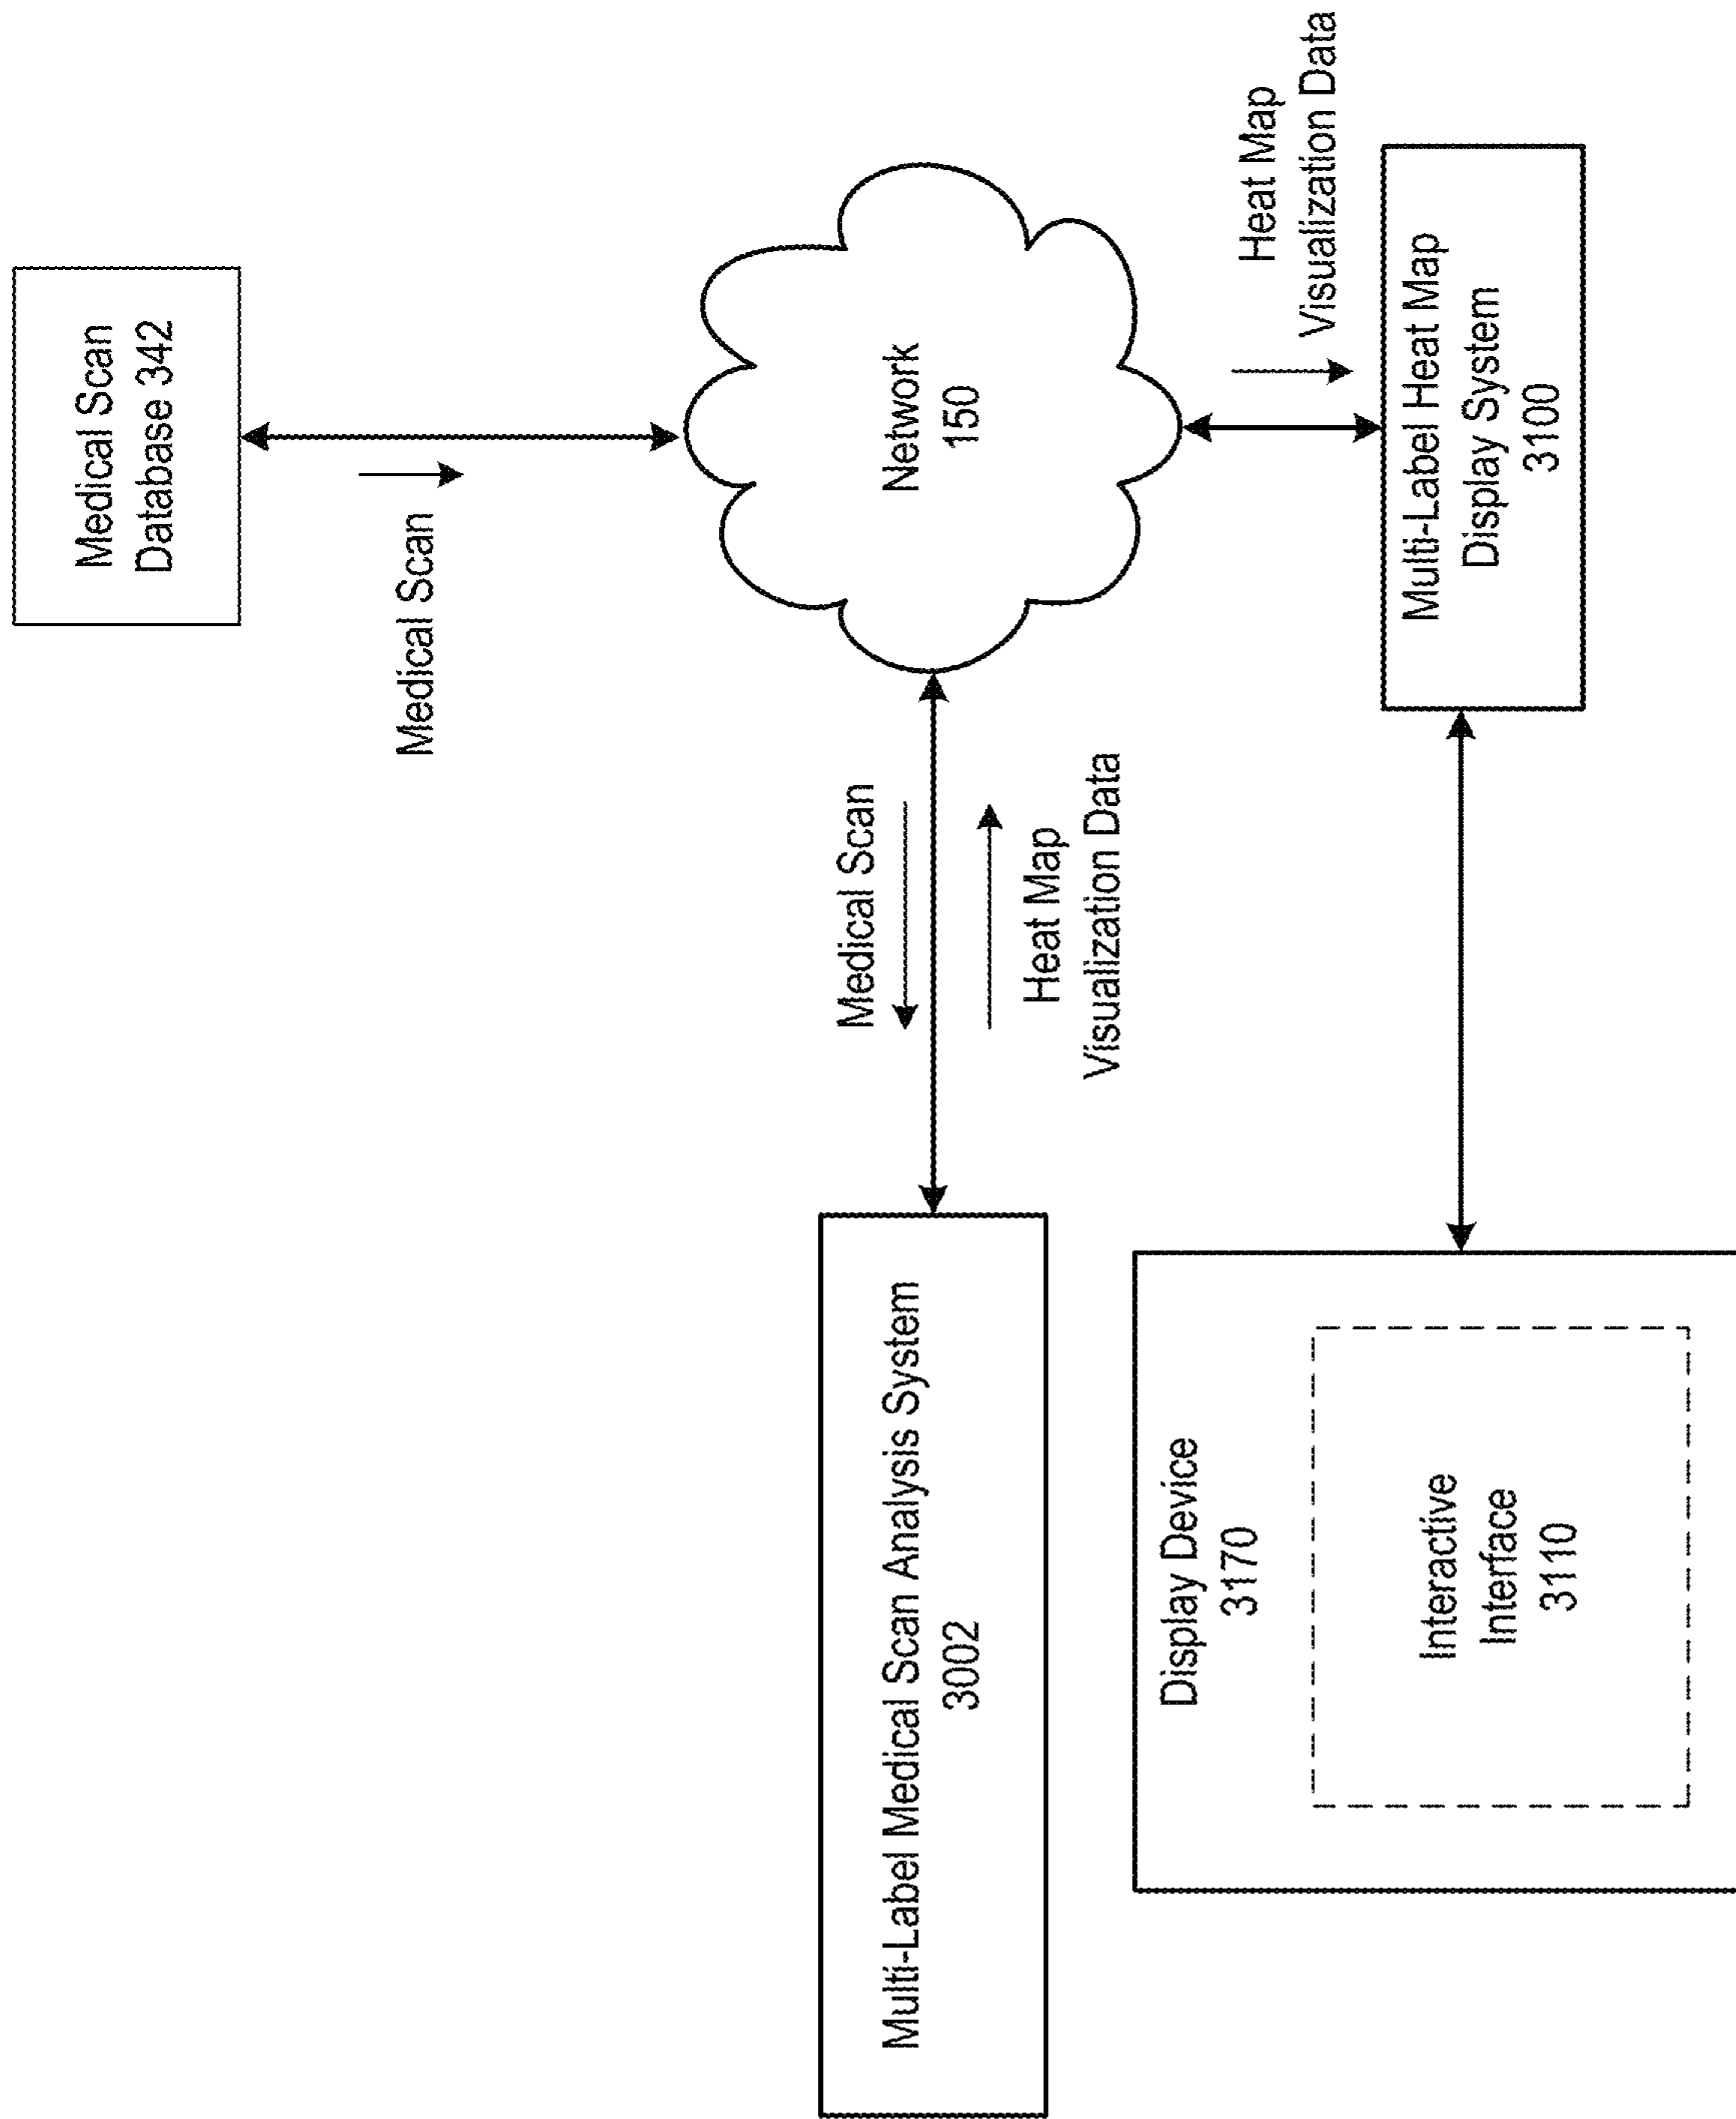 Medical Scan
Database 342
Medical Scan
Network
150
Medical Scan
Heat Map
Visualization Data
Heat Map
Visualization Data
Multi-Label Medical Scan Analysis System
3002
Multi-Label Heat Map
Display System
3100
Display Device
3170
Interactive
Interface
3110